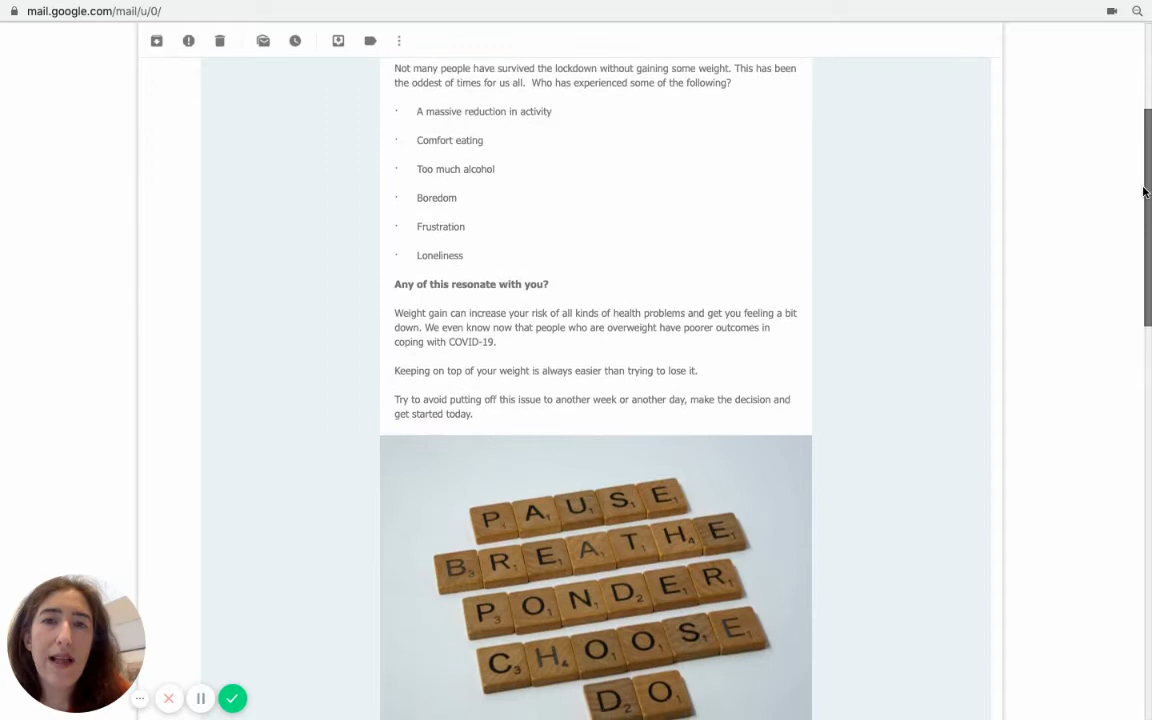 mail.google.com/mail/u/0/
Not many people have survived the lockdown without gaining some weight. This has been
the oddest of times for us all.  Who has experienced some of the following?
· A massive reduction in activity
· Comfort eating
· Too much alcohol
· Boredom
· Frustration
· Loneliness
Any of this resonate with you?
Weight gain can increase your risk of all kinds of health problems and get you feeling a bit
down. We even know now that people who are overweight have poorer outcomes in
coping with COVID-19.
Keeping on top of your weight is always easier than trying to lose it.
Try to avoid putting off this issue to another week or another day, make the decision and
get started today.
PAUSE
BREATHE
PONDER
CHOOSE
DO